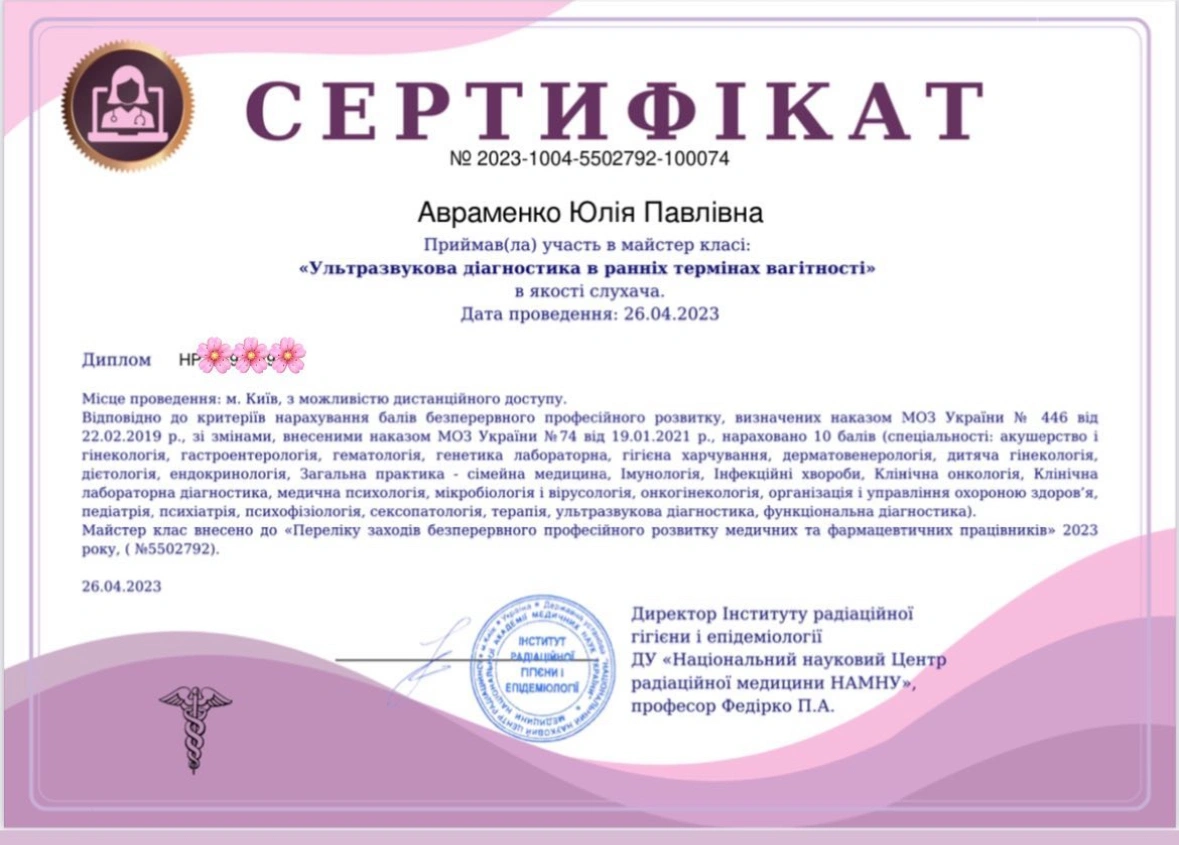 СЕРТИФІКАТ
№ 2023-1004-5502792-100074
Авраменко Юлія Павлівна
Приймав(ла) участь в майстер класі:
«Ультразвукова діагностика в ранніх термінах вагітності»
в якості слухача.
Дата проведення: 26.04.2023
Диплом НР 9 9
Місце проведення: м. Київ, з можливістю дистанційного доступу.
Відповідно до критеріїв нарахування балів безперервного професійного розвитку, визначених наказом МОЗ України № 446 від
22.02.2019 р., зі змінами, внесеними наказом МОЗ України №74 від 19.01.2021 р., нараховано 10 балів (спеціальності: акушерство і
гінекологія, гастроентерологія, гематологія, генетика лабораторна, гігієна харчування, дерматовенерологія, дитяча гінекологія,
дієтологія, ендокринологія, Загальна практика - сімейна медицина, Імунологія, Інфекційні хвороби, Клінічна онкологія, Клінічна
лабораторна діагностика, медична психологія, мікробіологія і вірусологія, онкогінекологія, організація і управління охороною здоров’я,
педіатрія, психіатрія, психофізіологія, сексопатологія, терапія, ультразвукова діагностика, функціональна діагностика).
Майстер клас внесено до «Переліку заходів безперервного професійного розвитку медичних та фармацевтичних працівників» 2023
року, ( №5502792).
26.04.2023
Директор Інституту радіаційної
гігієни і епідеміології
ДУ «Національний науковий Центр
радіаційної медицини НАМНУ»,
професор Федірко П.А.
ІНСТИТУТ
РАДІАЦІЙНОЇ
ГІГІЄНИ І
ЕПІДЕМІОЛОГІЇ